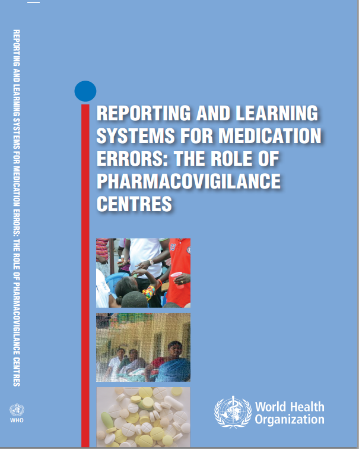 REPORTING AND LEARNING SYSTEMS FOR MEDICATION ERRORS: THE ROLE OF PHARMACOVIGILANCE CENTRES
WHO
REPORTING AND LEARNING
SYSTEMS FOR MEDICATION
ERRORS: THE ROLE OF
PHARMACOVIGILANCE
CENTRES
World Health
Organization